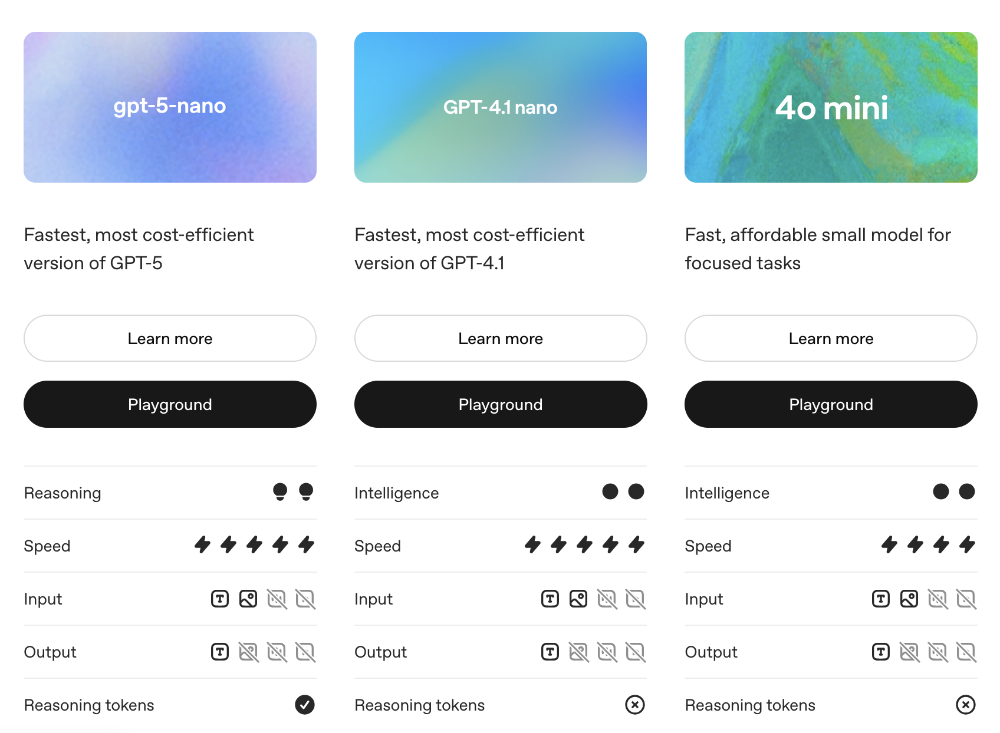 gpt-5-nano
GPT-4.1 nano
4o mini
Fastest, most cost-efficient
version of GPT-5
Fastest, most cost-efficient
version of GPT-4.1
Fast, affordable small model for
focused tasks
Learn more
Learn more
Learn more
Playground
Playground
Playground
Reasoning
Intelligence
Intelligence
Speed
Speed
Speed
Input
Input
Input
Output
Output
Output
Reasoning tokens
Reasoning tokens
Reasoning tokens